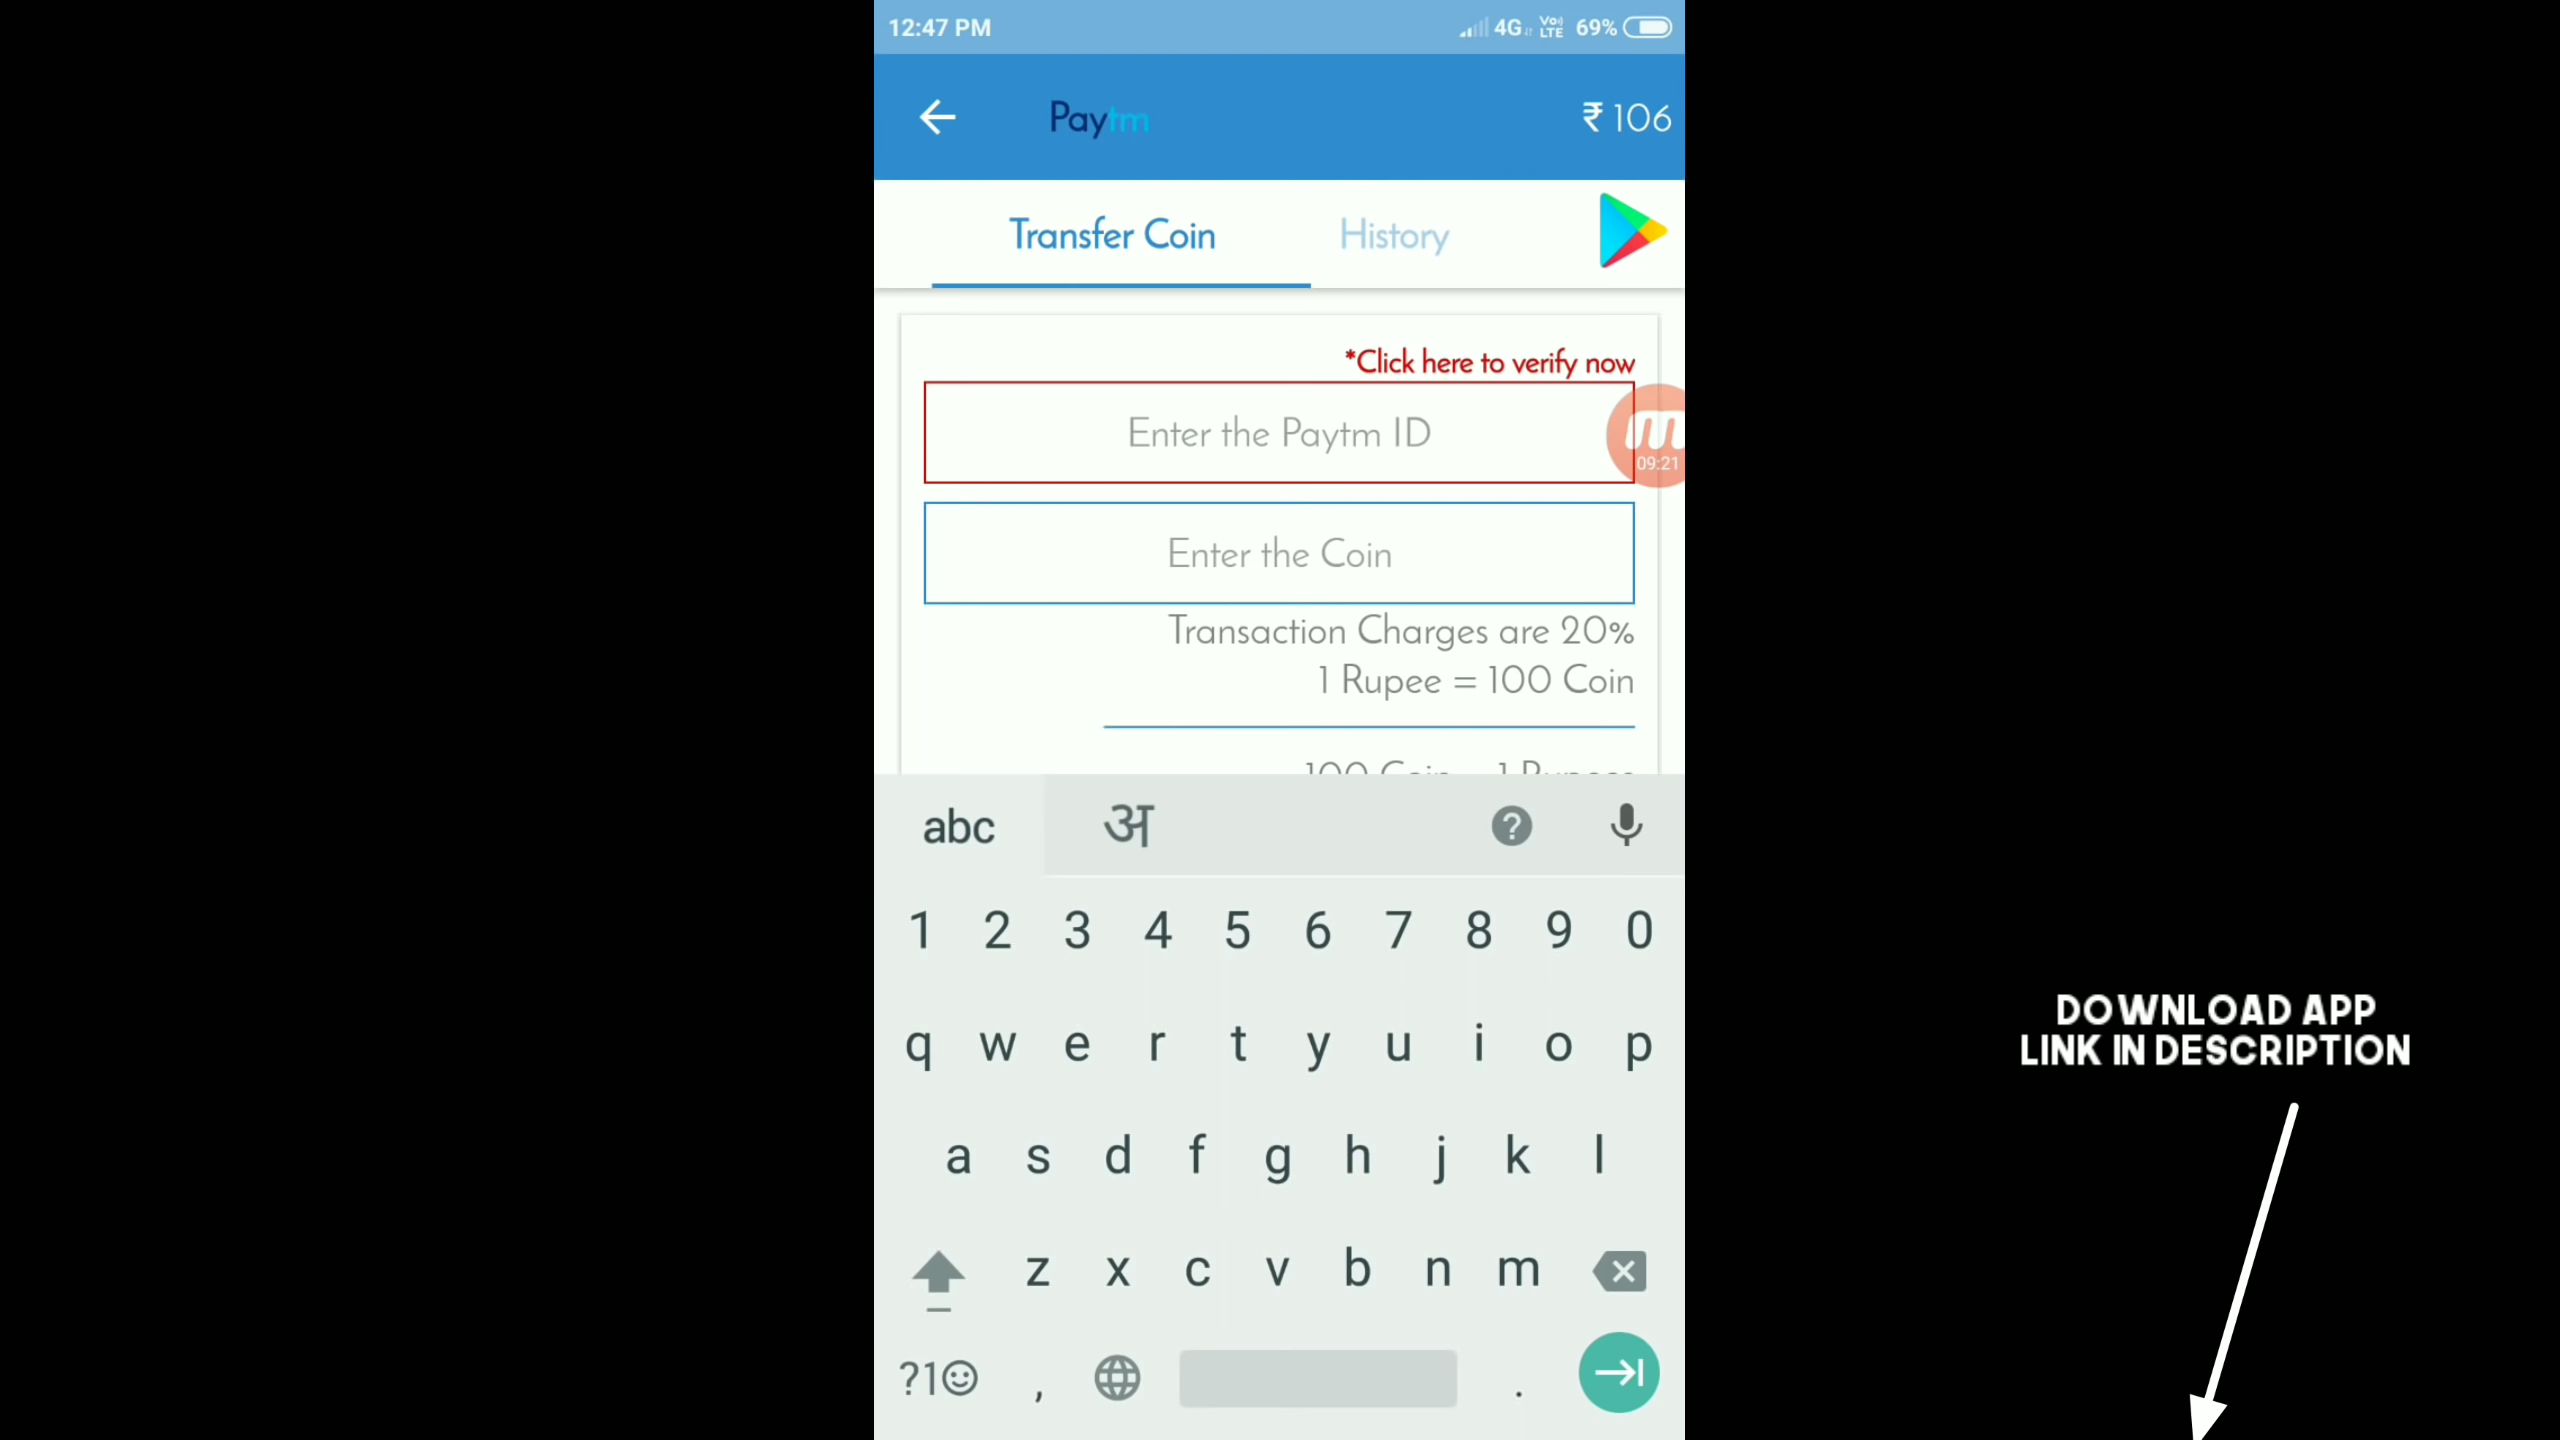 12:47 PM
4G Vo) LTE 69%
Paytm
₹ 106
Transfer Coin
History
*Click here to verify now
Enter the Paytm ID
09:21
Enter the Coin
Transaction Charges are 20%
1 Rupee = 100 Coin
abc
अ
1 2 3 4 5 6 7 8 9 0
q w e r t y u i o p
a s d f g h j k l
z x c v b n m
?1☺ , .
DOWNLOAD APP
LINK IN DESCRIPTION